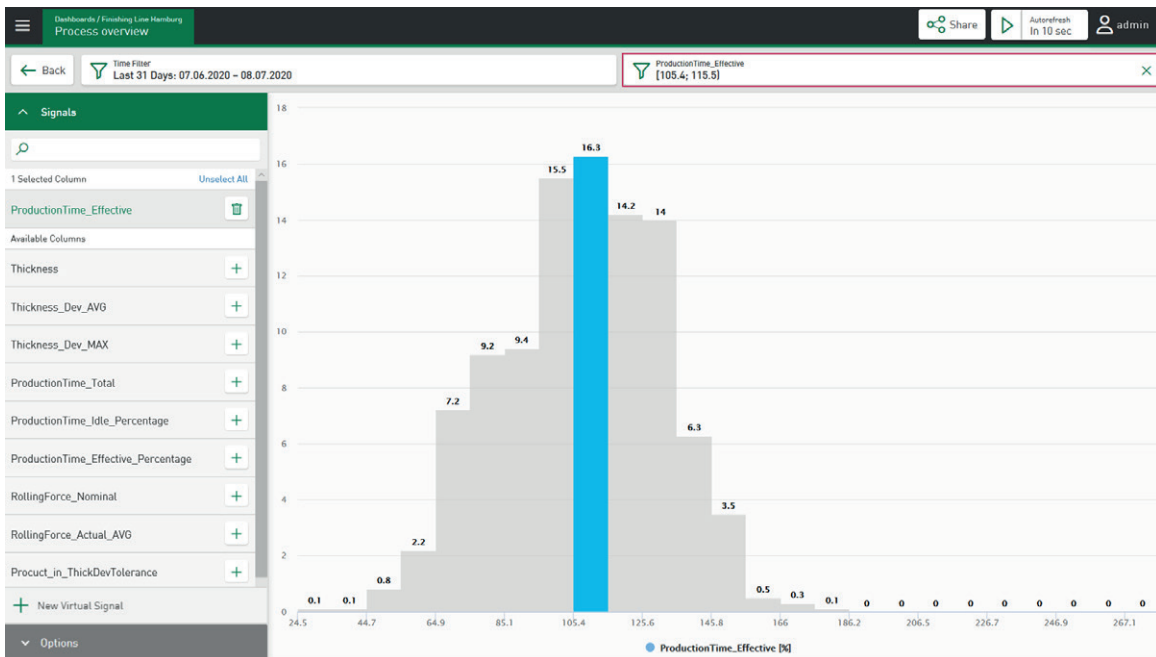 Dashboards / Finishing Line Hamburg
Process overview
Share
Autorefresh
In 10 sec
admin
Back
Time Filter
Last 31 Days: 07.06.2020 – 08.07.2020
ProductionTime_Effective
[105.4; 115.5)
Signals
1 Selected Column
Unselect All
ProductionTime_Effective
Available Columns
Thickness
Thickness_Dev_AVG
Thickness_Dev_MAX
ProductionTime_Total
ProductionTime_Idle_Percentage
ProductionTime_Effective_Percentage
RollingForce_Nominal
RollingForce_Actual_AVG
Procuct_in_ThickDevTolerance
New Virtual Signal
Options
18
16
14
12
10
8
6
4
2
0
0.1 0.1 0.8 2.2 7.2 9.2 9.4 15.5 16.3 14.2 14 6.3 3.5 0.5 0.3 0.1 0 0 0 0 0 0 0 0 0
24.5 44.7 64.9 85.1 105.4 125.6 145.8 166 186.2 206.5 226.7 246.9 267.1
ProductionTime_Effective [%]